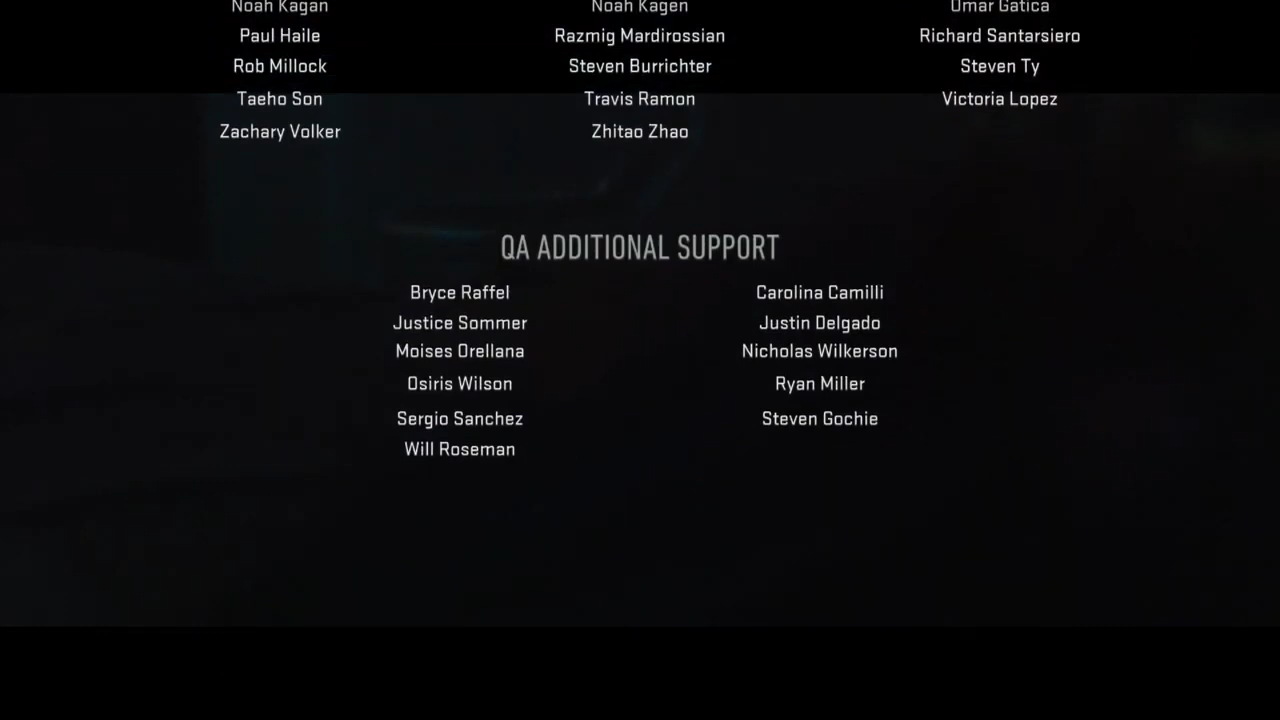 Noah Kagan Noah Kagen Omar Gatica
Paul Haile Razmig Mardirossian Richard Santarsiero
Rob Millock Steven Burrichter Steven Ty
Taeho Son Travis Ramon Victoria Lopez
Zachary Volker Zhitao Zhao
QA ADDITIONAL SUPPORT
Bryce Raffel Carolina Camilli
Justice Sommer Justin Delgado
Moises Orellana Nicholas Wilkerson
Osiris Wilson Ryan Miller
Sergio Sanchez Steven Gochie
Will Roseman